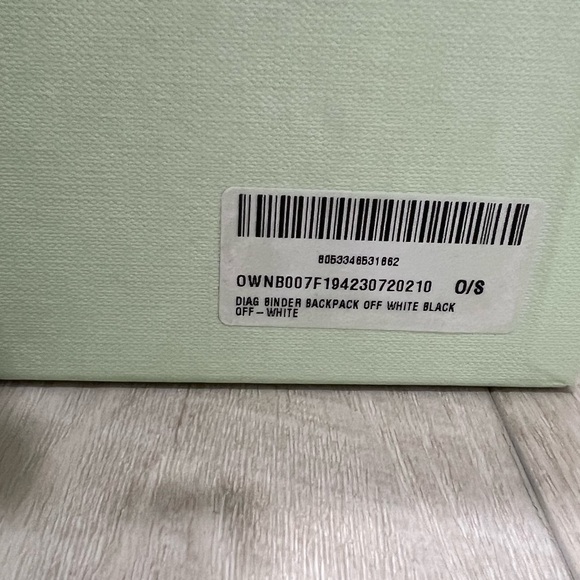 8053346531662
OWNB007F194230720210 O/S
DIAG BINDER BACKPACK OFF WHITE BLACK
OFF-WHITE